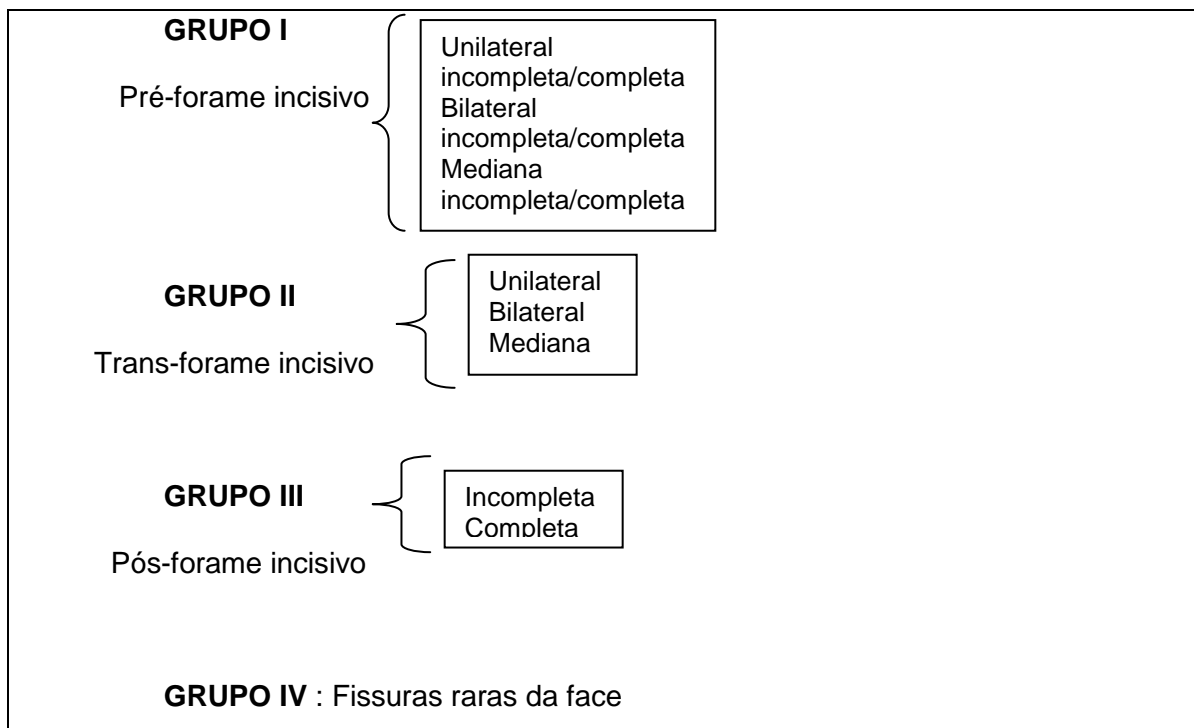 GRUPO I
Pré-forame incisivo
Unilateral
incompleta/completa
Bilateral
incompleta/completa
Mediana
incompleta/completa
GRUPO II
Trans-forame incisivo
Unilateral
Bilateral
Mediana
GRUPO III
Pós-forame incisivo
Incompleta
Completa
GRUPO IV : Fissuras raras da face